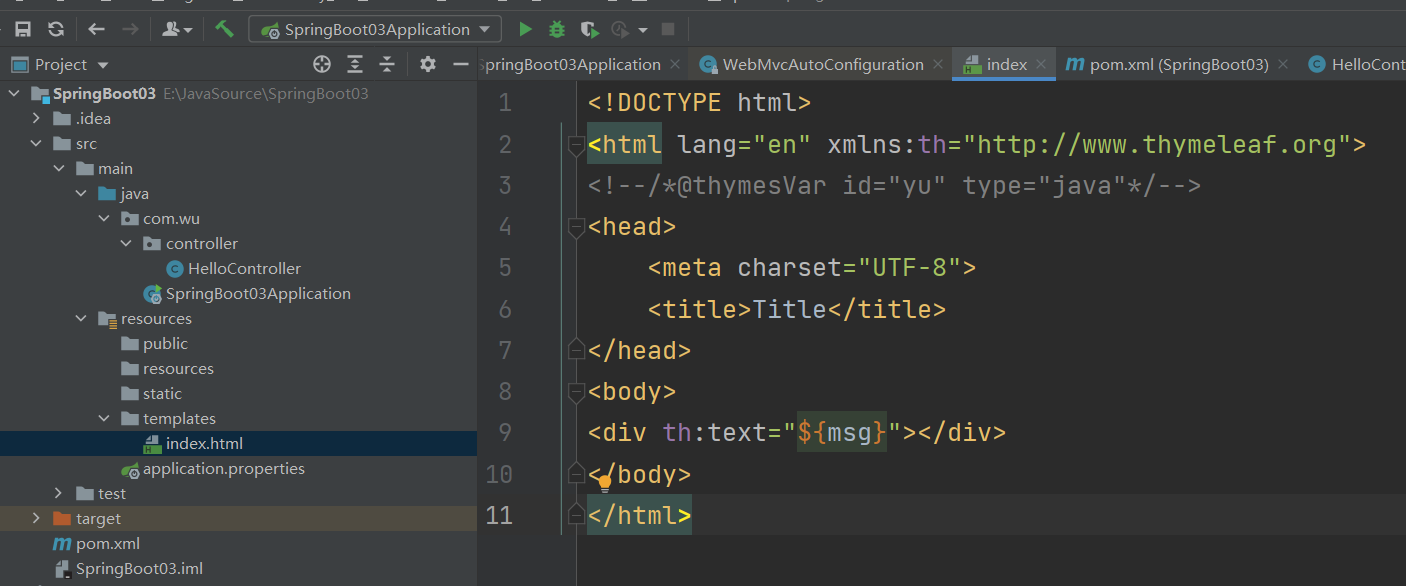 SpringBoot03Application
Project
pringBoot03Application
WebMvcAutoConfiguration
index
pom.xml (SpringBoot03)
HelloCont
SpringBoot03 E:\JavaSource\SpringBoot03
.idea
src
main
java
com.wu
controller
HelloController
SpringBoot03Application
resources
public
resources
static
templates
index.html
application.properties
test
target
pom.xml
SpringBoot03.iml
1 <!DOCTYPE html>
2 <html lang="en" xmlns:th="http://www.thymeleaf.org">
3 <!--/*@thymesVar id="yu" type="java"*/-->
4 <head>
5 <meta charset="UTF-8">
6 <title>Title</title>
7 </head>
8 <body>
9 <div th:text="${msg}"></div>
10 </body>
11 </html>